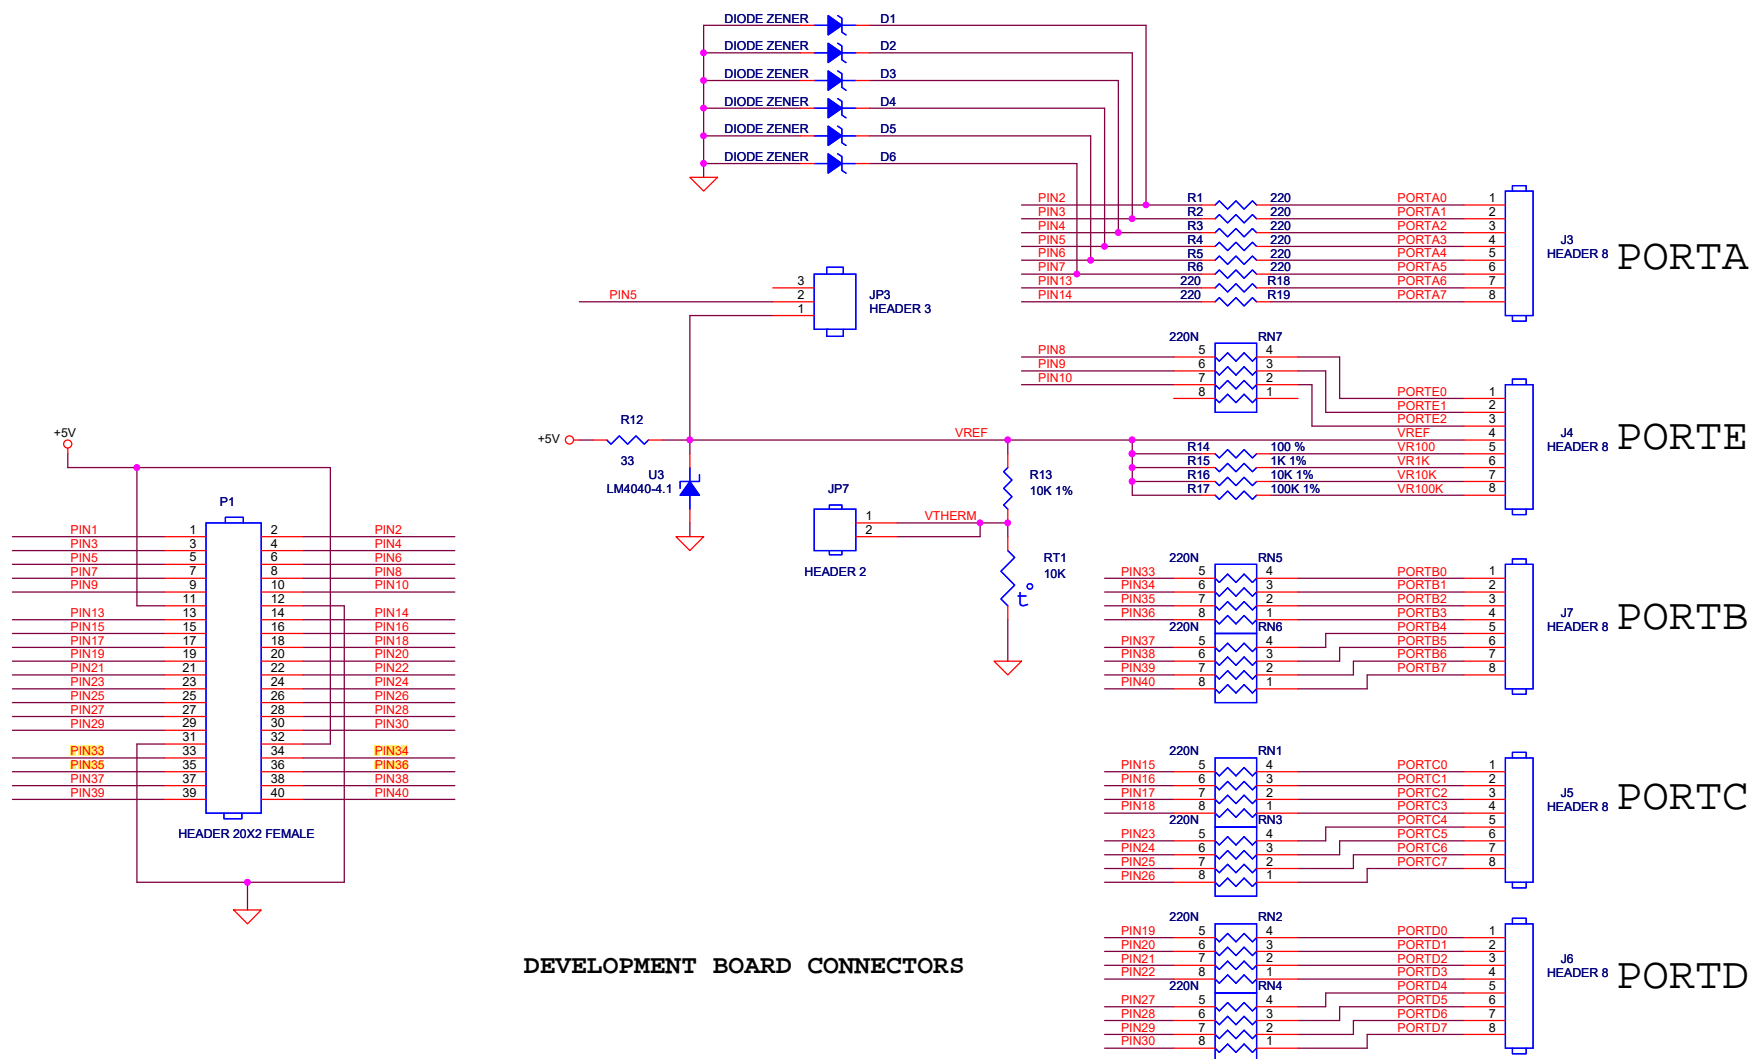 DIODE ZENER D1
DIODE ZENER D2
DIODE ZENER D3
DIODE ZENER D4
DIODE ZENER D5
DIODE ZENER D6
PIN2 R1 220 PORTA0 1
PIN3 R2 220 PORTA1 2
PIN4 R3 220 PORTA2 3
PIN5 R4 220 PORTA3 4
PIN6 R5 220 PORTA4 5
PIN7 R6 220 PORTA5 6
PIN13 220 R18 PORTA6 7
PIN14 220 R19 PORTA7 8
J3
HEADER 8
PORTA
3
PIN5 2
1
JP3
HEADER 3
220N RN7
PIN8 5 4
PIN9 6 3
PIN10 7 2
8 1
PORTE0 1
PORTE1 2
PORTE2 3
VREF 4
R14 100 % VR100 5
R15 1K 1% VR1K 6
R16 10K 1% VR10K 7
R17 100K 1% VR100K 8
J4
HEADER 8
PORTE
+5V
R12
33
VREF
U3
LM4040-4.1
R13
10K 1%
JP7
1 VTHERM
2
HEADER 2
RT1
10K
t°
+5V
P1
PIN1 1 2 PIN2
PIN3 3 4 PIN4
PIN5 5 6 PIN6
PIN7 7 8 PIN8
PIN9 9 10 PIN10
11 12
PIN13 13 14 PIN14
PIN15 15 16 PIN16
PIN17 17 18 PIN18
PIN19 19 20 PIN20
PIN21 21 22 PIN22
PIN23 23 24 PIN24
PIN25 25 26 PIN26
PIN27 27 28 PIN28
PIN29 29 30 PIN30
31 32
PIN33 33 34 PIN34
PIN35 35 36 PIN36
PIN37 37 38 PIN38
PIN39 39 40 PIN40
HEADER 20X2 FEMALE
220N RN5
PIN33 5 4 PORTB0 1
PIN34 6 3 PORTB1 2
PIN35 7 2 PORTB2 3
PIN36 8 1 PORTB3 4
220N RN6 PORTB4 5
PIN37 5 4 PORTB5 6
PIN38 6 3 PORTB6 7
PIN39 7 2 PORTB7 8
PIN40 8 1
J7
HEADER 8
PORTB
220N RN1
PIN15 5 4 PORTC0 1
PIN16 6 3 PORTC1 2
PIN17 7 2 PORTC2 3
PIN18 8 1 PORTC3 4
220N RN3 PORTC4 5
PIN23 5 4 PORTC5 6
PIN24 6 3 PORTC6 7
PIN25 7 2 PORTC7 8
PIN26 8 1
J5
HEADER 8
PORTC
220N RN2
PIN19 5 4 PORTD0 1
PIN20 6 3 PORTD1 2
PIN21 7 2 PORTD2 3
PIN22 8 1 PORTD3 4
220N RN4 PORTD4 5
PIN27 5 4 PORTD5 6
PIN28 6 3 PORTD6 7
PIN29 7 2 PORTD7 8
PIN30 8 1
J6
HEADER 8
PORTD
DEVELOPMENT BOARD CONNECTORS